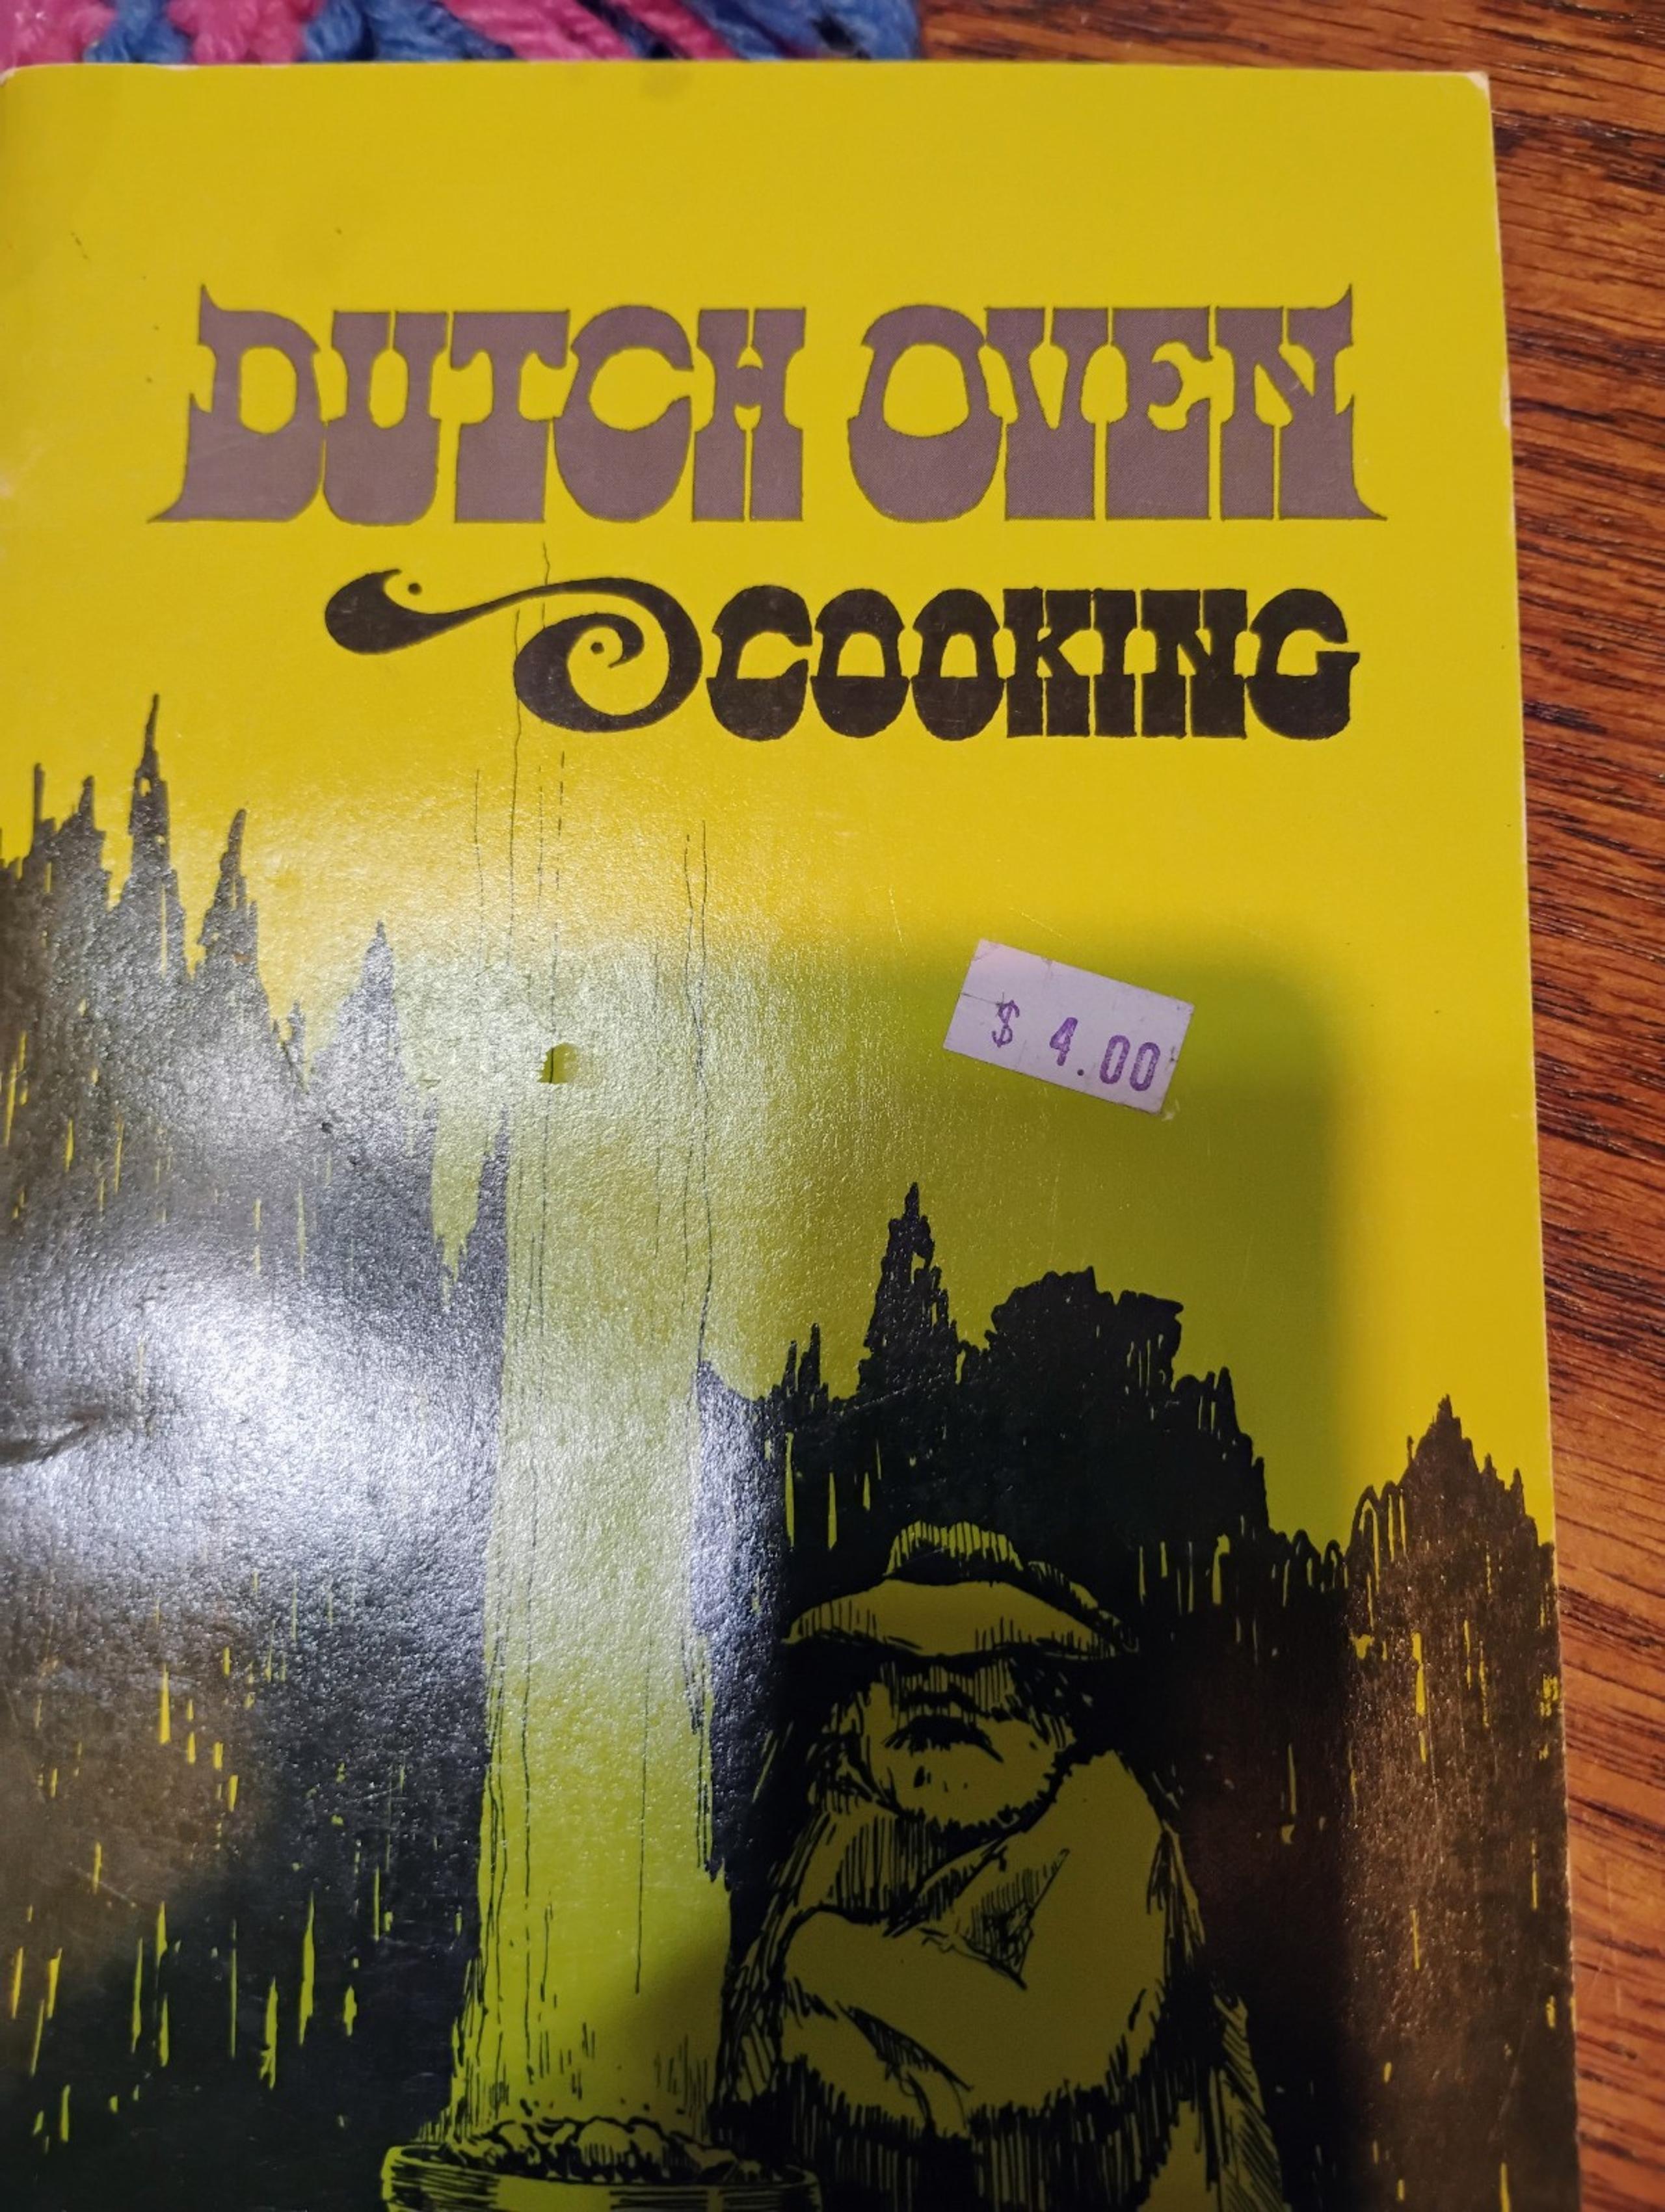 DUTCH OVEN
COOKING
$ 4.00